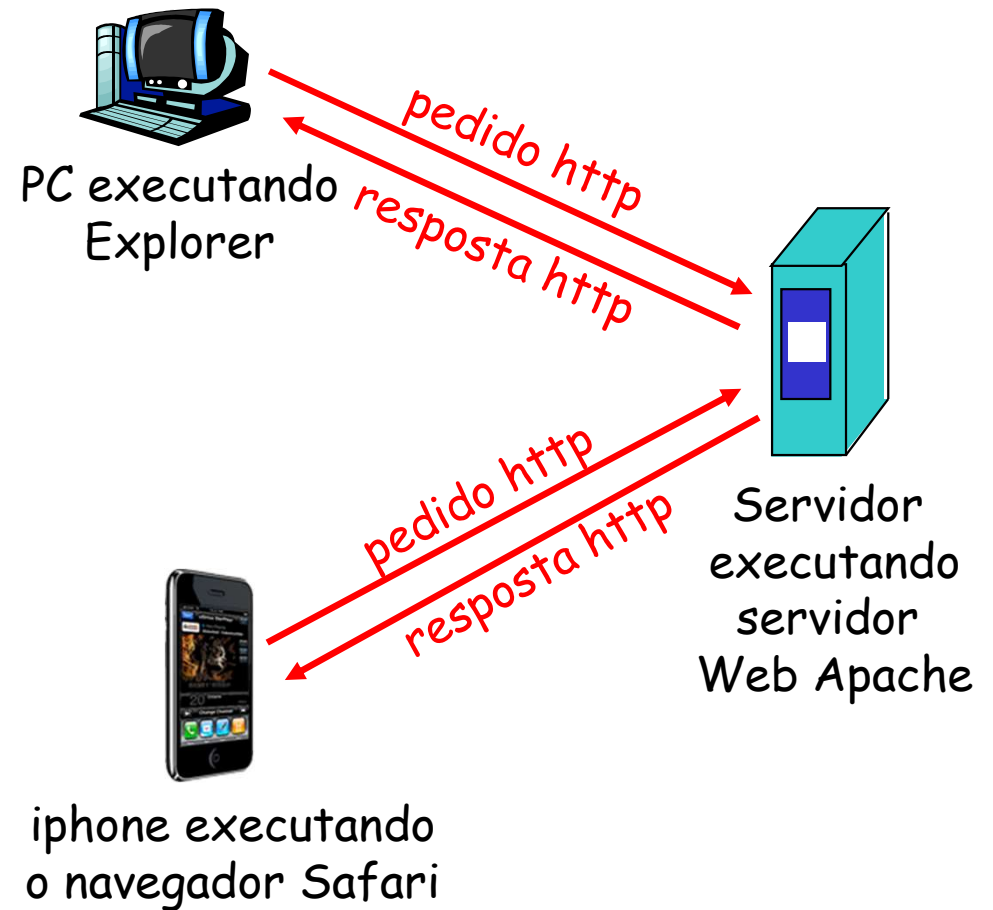 PC executando
Explorer
pedido http
resposta http
pedido http
resposta http
Servidor
executando
servidor
Web Apache
iphone executando
o navegador Safari